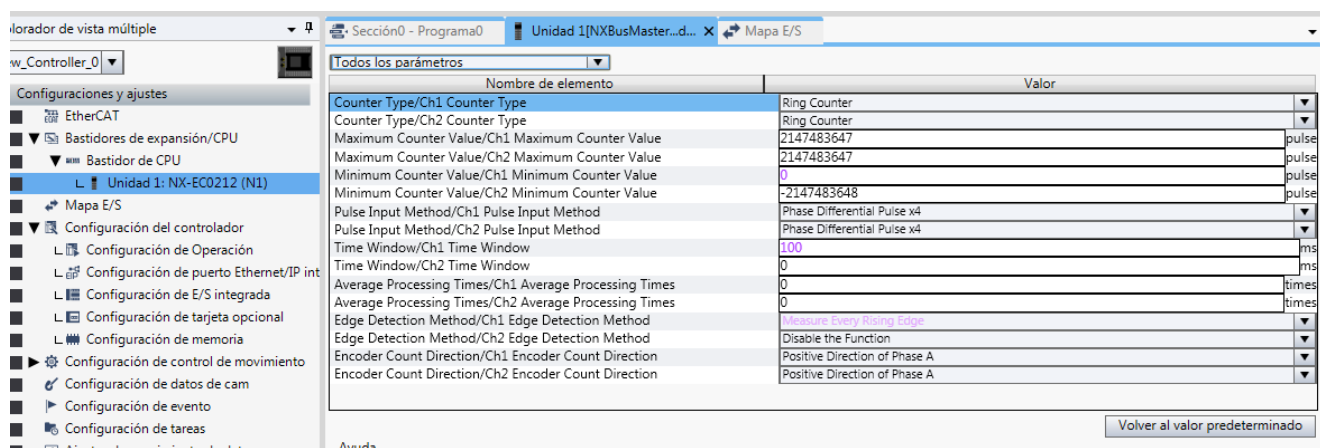 lorador de vista múltiple
Sección0 - Programa0
Unidad 1[NXBusMaster...d...
Mapa E/S
ew_Controller_0
Todos los parámetros
Nombre de elemento Valor
Configuraciones y ajustes
EtherCAT
Bastidores de expansión/CPU
Bastidor de CPU
Unidad 1: NX-EC0212 (N1)
Mapa E/S
Configuración del controlador
Configuración de Operación
Configuración de puerto Ethernet/IP int
Configuración de E/S integrada
Configuración de tarjeta opcional
Configuración de memoria
Configuración de control de movimiento
Configuración de datos de cam
Configuración de evento
Configuración de tareas
Counter Type/Ch1 Counter Type Ring Counter
Counter Type/Ch2 Counter Type Ring Counter
Maximum Counter Value/Ch1 Maximum Counter Value 2147483647 pulse
Maximum Counter Value/Ch2 Maximum Counter Value 2147483647 pulse
Minimum Counter Value/Ch1 Minimum Counter Value 0 pulse
Minimum Counter Value/Ch2 Minimum Counter Value -2147483648 pulse
Pulse Input Method/Ch1 Pulse Input Method Phase Differential Pulse x4
Pulse Input Method/Ch2 Pulse Input Method Phase Differential Pulse x4
Time Window/Ch1 Time Window 100 ms
Time Window/Ch2 Time Window 0 ms
Average Processing Times/Ch1 Average Processing Times 0 times
Average Processing Times/Ch2 Average Processing Times 0 times
Edge Detection Method/Ch1 Edge Detection Method Measure Every Rising Edge
Edge Detection Method/Ch2 Edge Detection Method Disable the Function
Encoder Count Direction/Ch1 Encoder Count Direction Positive Direction of Phase A
Encoder Count Direction/Ch2 Encoder Count Direction Positive Direction of Phase A
Volver al valor predeterminado
Ayuda